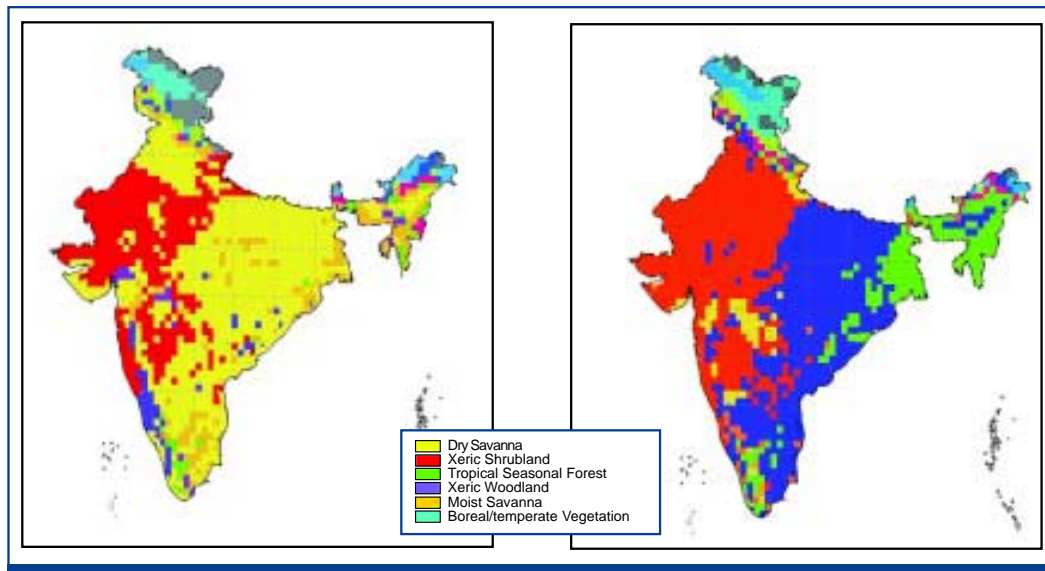 Dry Savanna
Xeric Shrubland
Tropical Seasonal Forest
Xeric Woodland
Moist Savanna
Boreal/temperate Vegetation